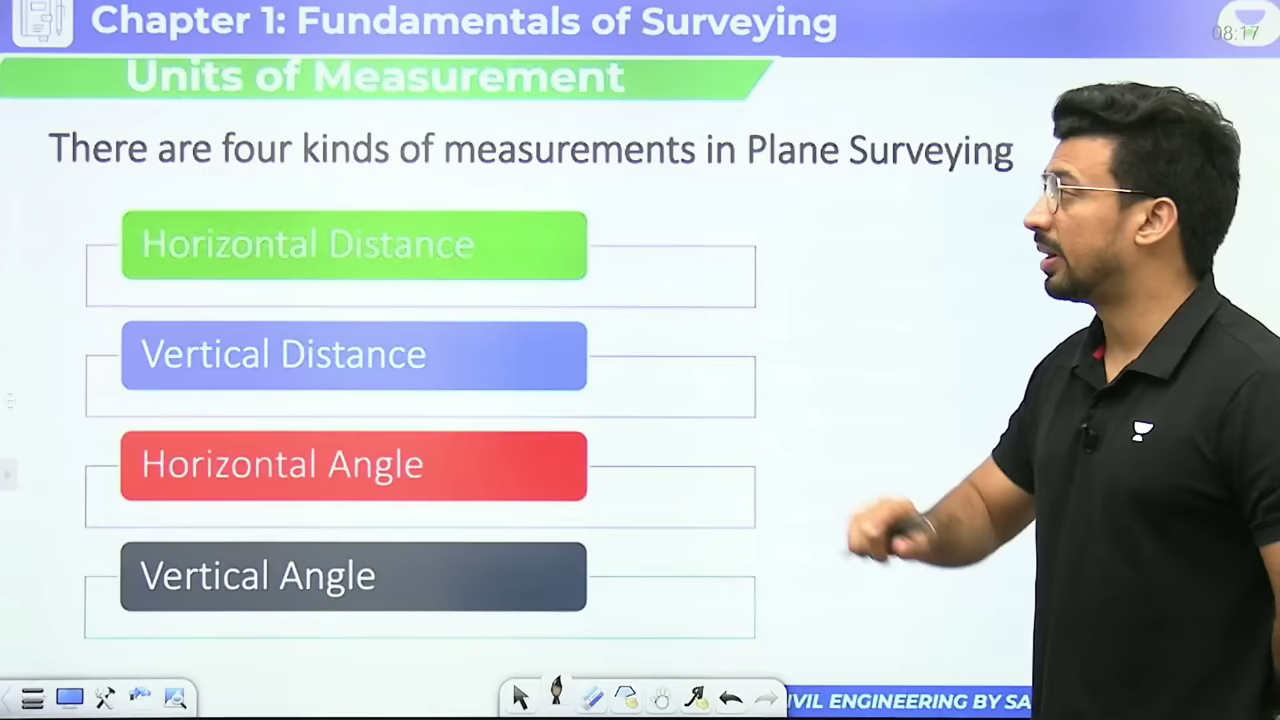 Chapter 1: Fundamentals of Surveying
08:17
Units of Measurement
There are four kinds of measurements in Plane Surveying
Horizontal Distance
Vertical Distance
Horizontal Angle
Vertical Angle
CIVIL ENGINEERING BY SA